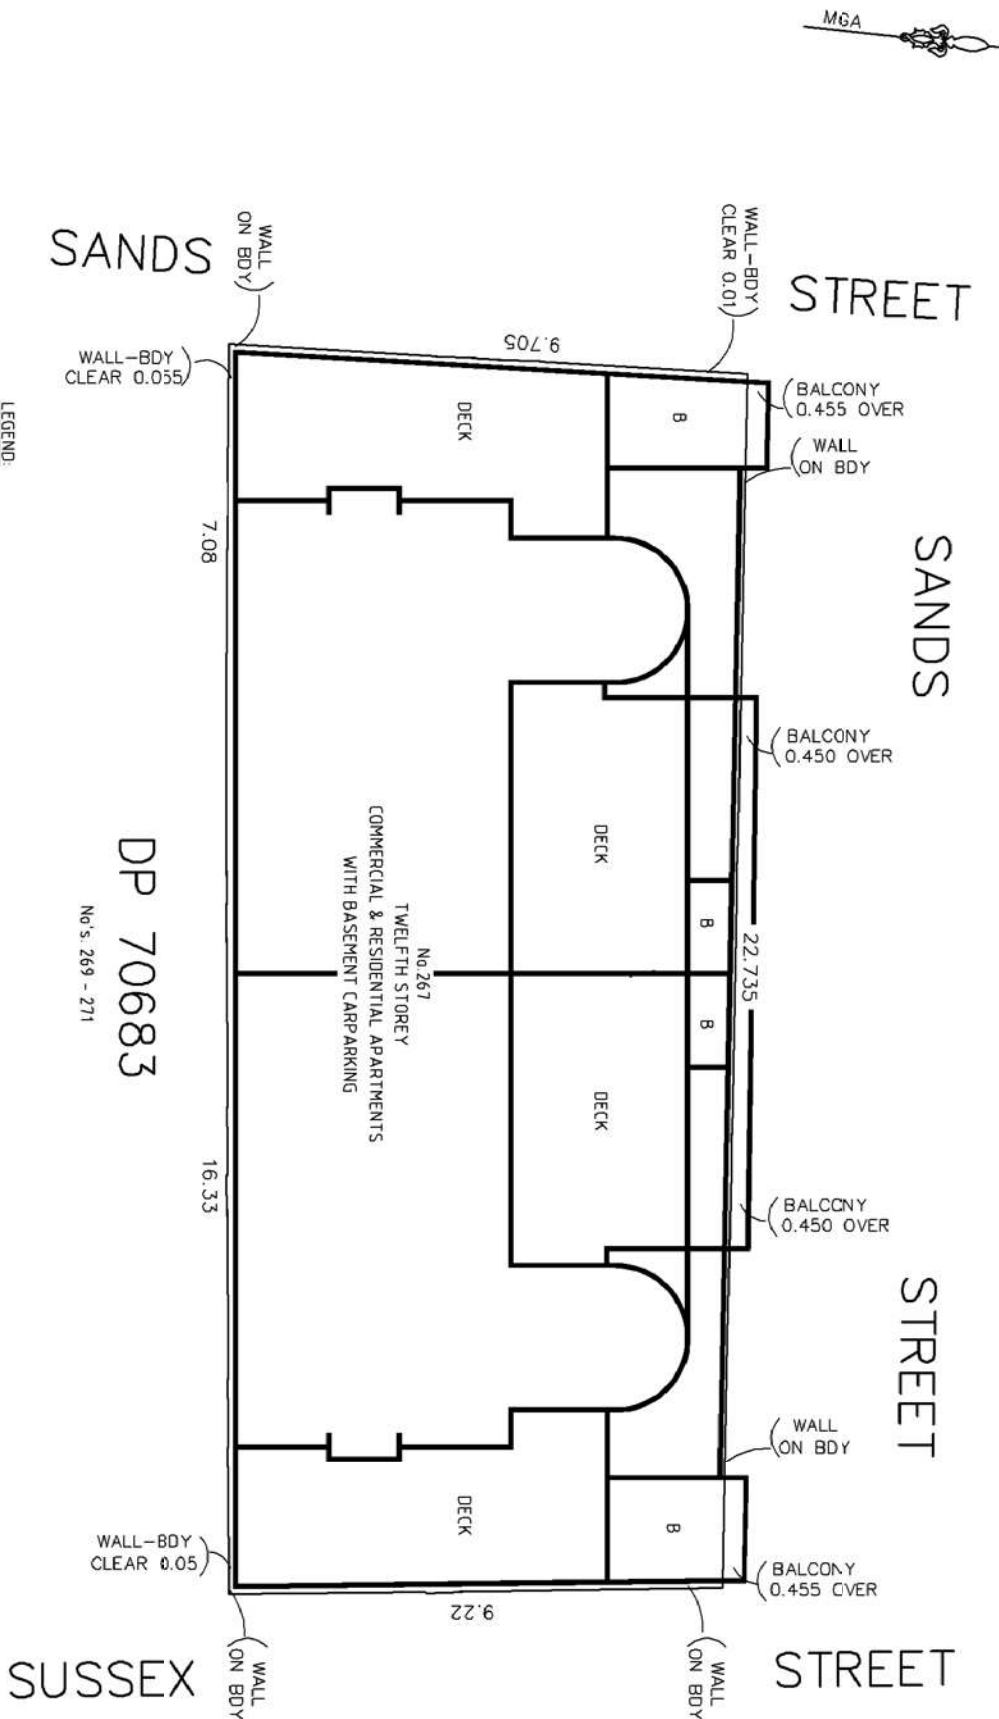 MGA
SANDS
WALL
ON BDY
WALL-BDY
CLEAR 0.01
STREET
WALL-BDY
CLEAR 0.055
9.705
BALCONY
0.455 OVER
DECK
B
WALL
ON BDY
LEGEND:
7.08
SANDS
BALCONY
0.450 OVER
DECK
B
22.735
No.267
TWELFTH STOREY
COMMERCIAL & RESIDENTIAL APARTMENTS
WITH BASEMENT CARPARKING
DP 70683
No's. 269 - 271
B
DECK
16.33
BALCONY
0.450 OVER
STREET
WALL
ON BDY
DECK
B
WALL-BDY
CLEAR 0.05
BALCONY
0.455 OVER
9.22
SUSSEX
WALL
ON BDY
WALL
ON BDY
STREET